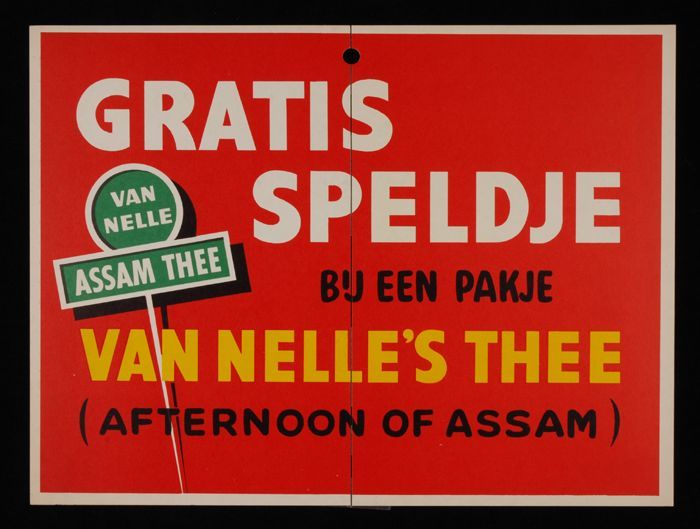 GRATIS
SPELDJE
VAN
NELLE
ASSAM THEE
BIJ EEN PAKJE
VAN NELLE'S THEE
(AFTERNOON OF ASSAM)